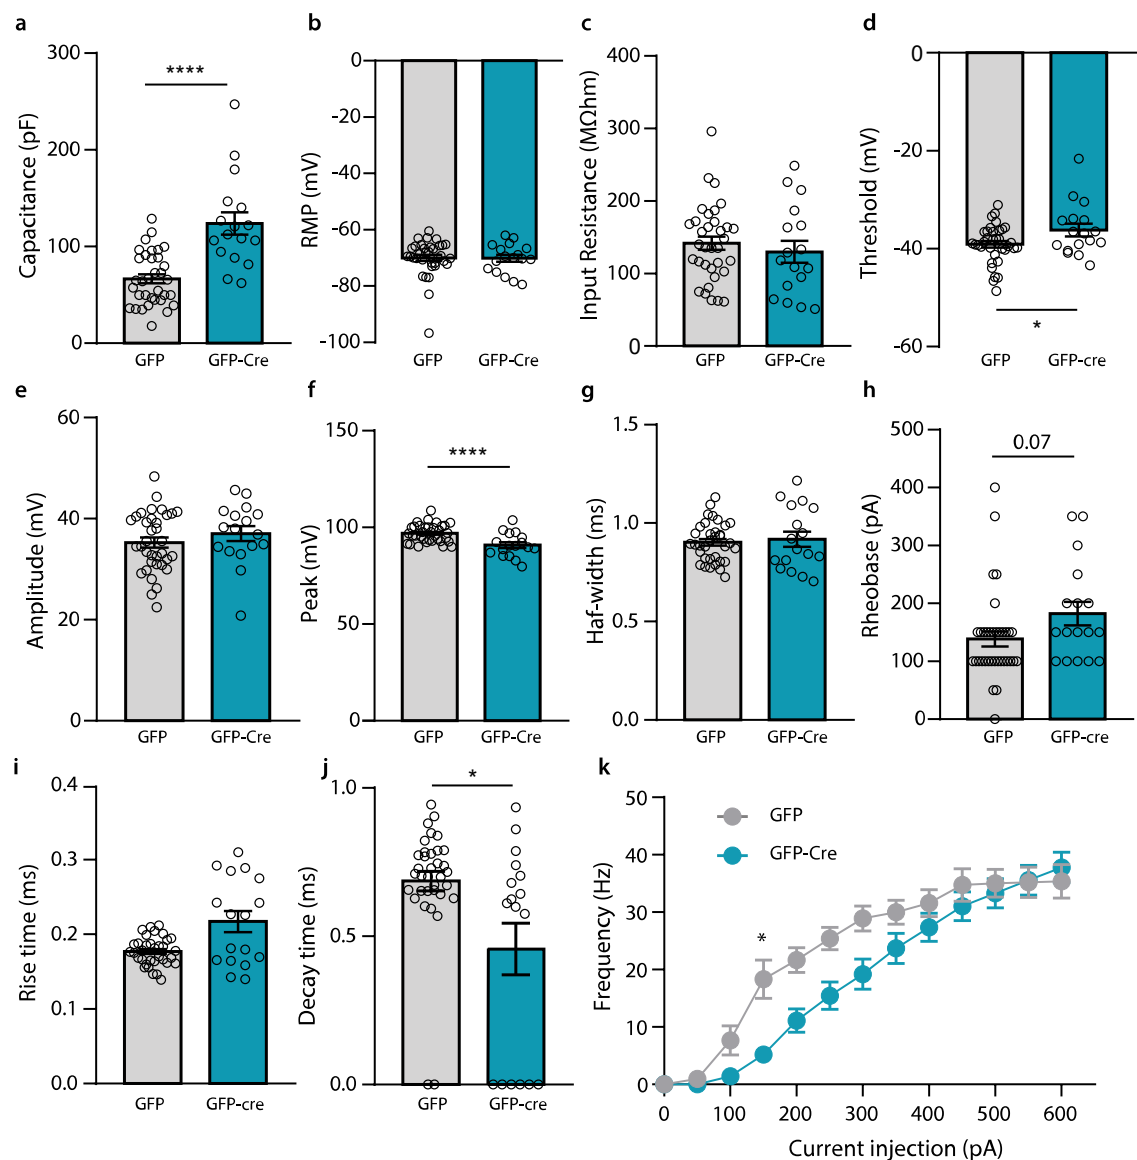 a
b
c
d
Capacitance (pF)
300
200
100
0
****
GFP
GFP-Cre
RMP (mV)
0
-20
-40
-60
-80
-100
GFP
GFP-Cre
Input Resistance (MΩhm)
400
300
200
100
0
GFP
GFP-Cre
Threshold (mV)
0
-20
-40
-60
*
GFP
GFP-Cre
e
f
g
h
Amplitude (mV)
60
40
20
0
GFP
GFP-Cre
Peak (mV)
150
100
50
0
****
GFP
GFP-Cre
Haf-width (ms)
1.5
1.0
0.5
0.0
GFP
GFP-Cre
Rheobase (pA)
500
400
300
200
100
0
0.07
GFP
GFP-cre
i
j
k
Rise time (ms)
0.4
0.3
0.2
0.1
0.0
GFP
GFP-cre
Decay time (ms)
1.0
0.5
0.0
*
GFP
GFP-cre
Frequency (Hz)
50
40
30
20
10
0
GFP
GFP-Cre
*
0
100
200
300
400
500
600
Current injection (pA)